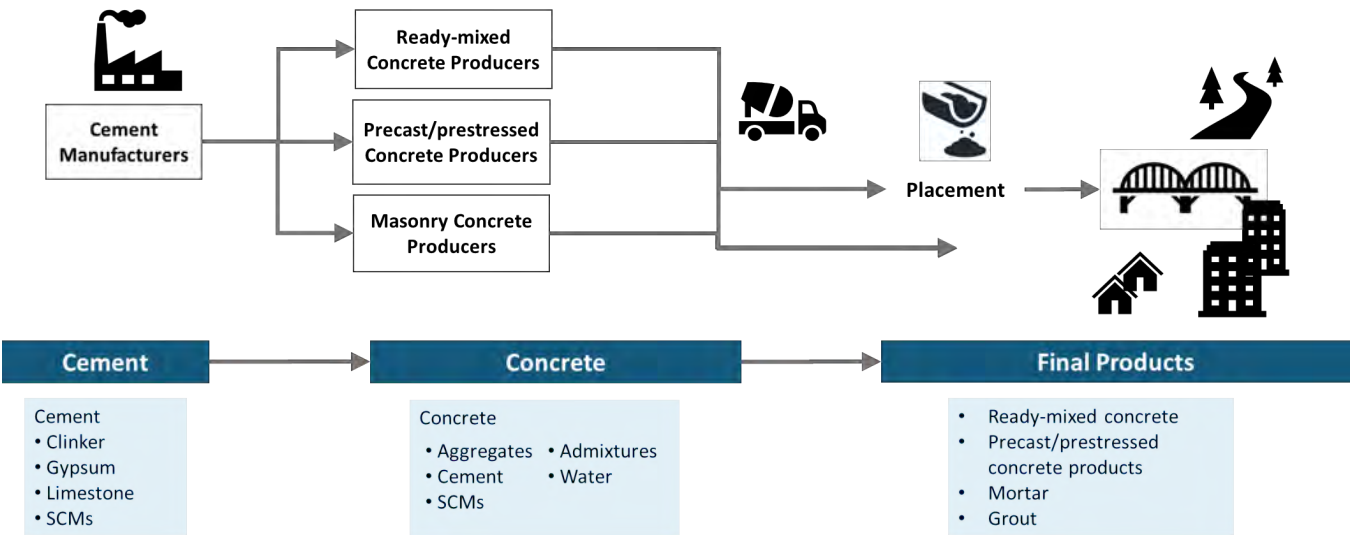 Ready-mixed
Concrete Producers
Cement
Manufacturers
Precast/prestressed
Concrete Producers
Masonry Concrete
Producers
Placement
Cement
Concrete
Final Products
Cement
• Clinker
• Gypsum
• Limestone
• SCMs
Concrete
• Aggregates
• Cement
• SCMs
• Admixtures
• Water
• Ready-mixed concrete
• Precast/prestressed
concrete products
• Mortar
• Grout